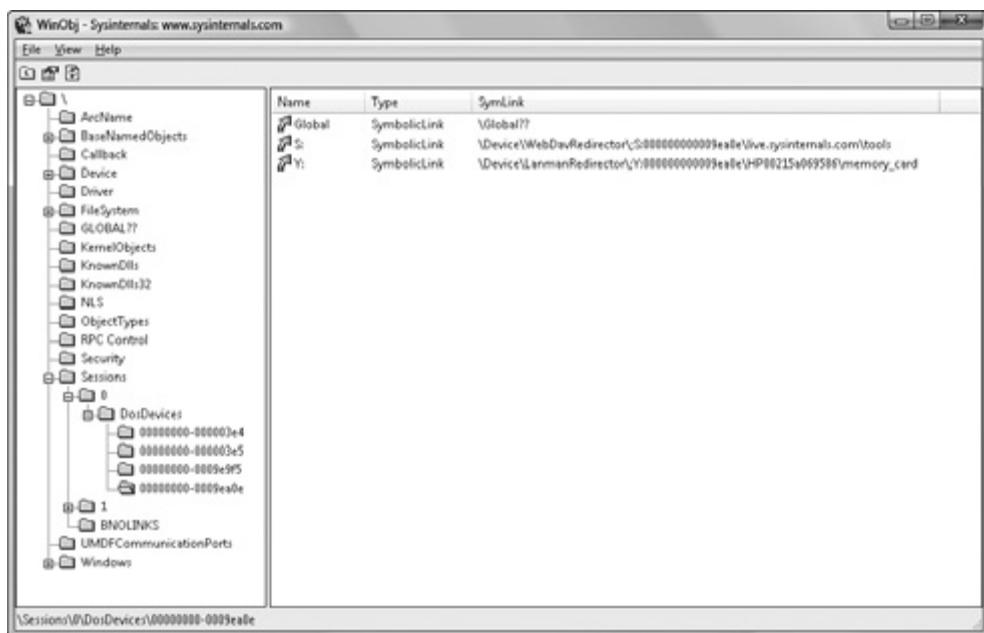 WinObj - Sysinternals: www.sysinternals.com
File View Help
\
ArcName
BaseNamedObjects
Callback
Device
Driver
FileSystem
GLOBAL??
KernelObjects
KnownDlls
KnownDlls32
NLS
ObjectTypes
RPC Control
Security
Sessions
0
DosDevices
00000000-000003e4
00000000-000003e5
00000000-0009e9f5
00000000-0009ea0e
1
BNOLINKS
UMDFCommunicationPorts
Windows
Name Type SymLink
Global SymbolicLink \Global??
S: SymbolicLink \Device\WebDavRedirector\;S:000000000009ea0e\live.sysinternals.com\tools
Y: SymbolicLink \Device\LanmanRedirector\;Y:000000000009ea0e\HP00215a069586\memory_card
\Sessions\0\DosDevices\00000000-0009ea0e